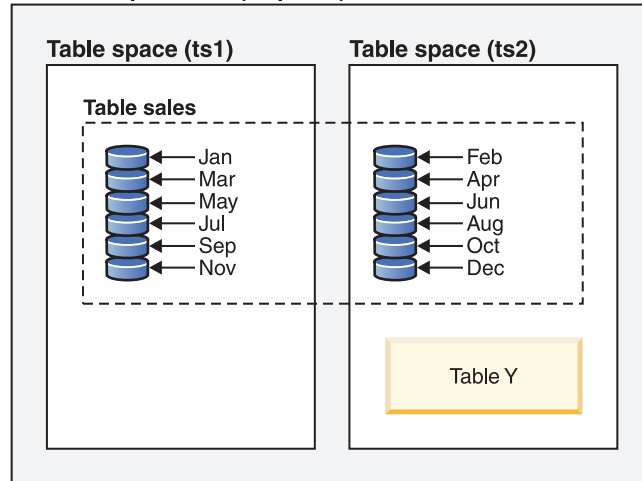 Table space (ts1)
Table space (ts2)
Table sales
Jan
Mar
May
Jul
Sep
Nov
Feb
Apr
Jun
Aug
Oct
Dec
Table Y